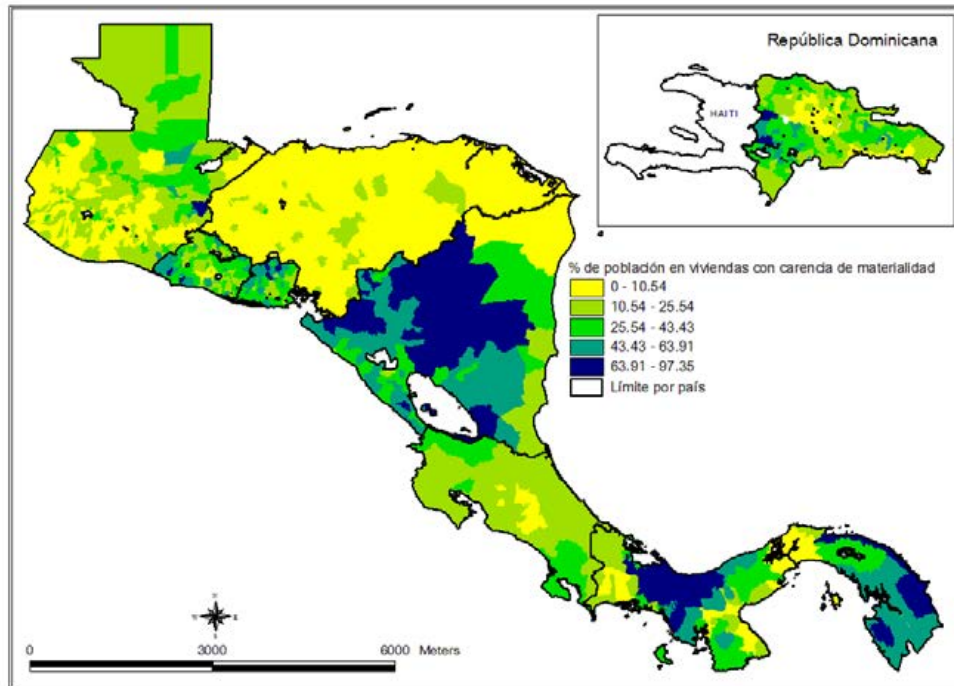 República Dominicana
HAITI
% de población en viviendas con carencia de materialidad
0 - 10.54
10.54 - 25.54
25.54 - 43.43
43.43 - 63.91
63.91 - 97.35
Límite por país
0 3000 6000 Meters